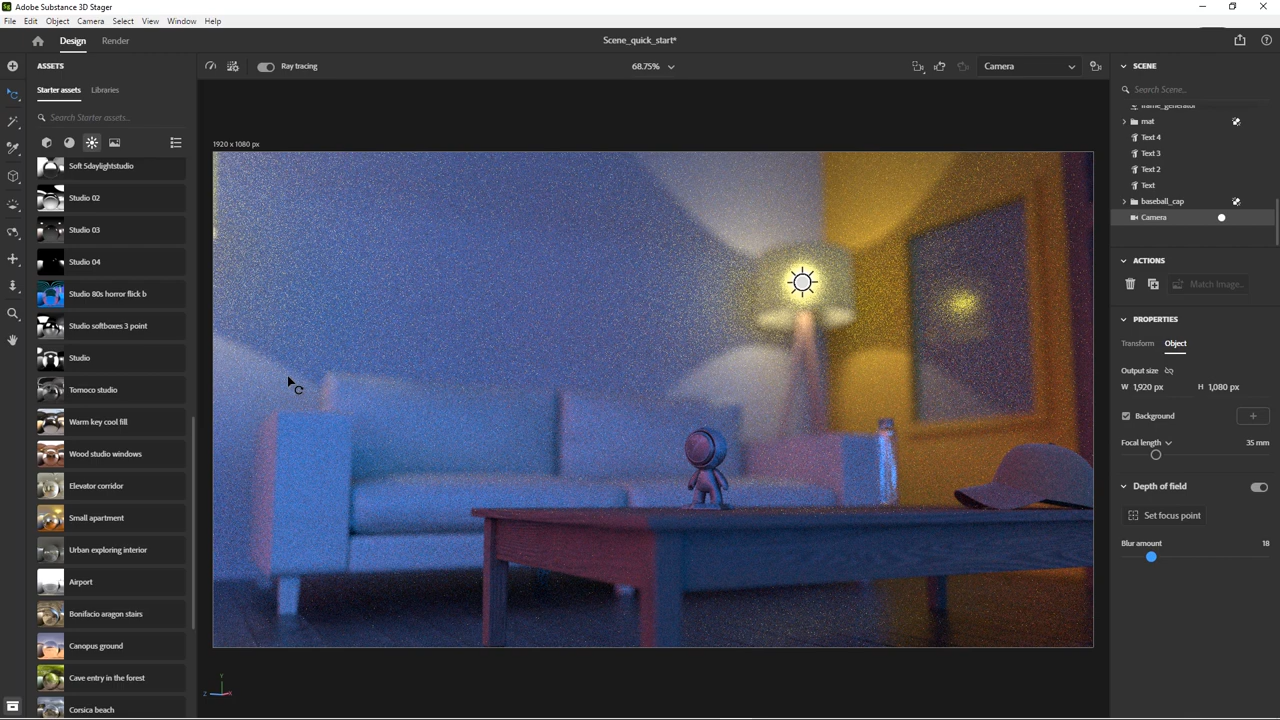 Adobe Substance 3D Stager
File Edit Object Camera Select View Window Help
Design Render
Scene_quick_start*
ASSETS
Starter assets Libraries
Search Starter assets...
Soft 5daylightstudio
Studio 02
Studio 03
Studio 04
Studio 80s horror flick b
Studio softboxes 3 point
Studio
Tomoco studio
Warm key cool fill
Wood studio windows
Elevator corridor
Small apartment
Urban exploring interior
Airport
Bonifacio aragon stairs
Canopus ground
Cave entry in the forest
Corsica beach
Ray tracing
68.75%
Camera
1920 x 1080 px
Y
Z X
SCENE
Search Scene...
frame_generator
mat
Text 4
Text 3
Text 2
Text
baseball_cap
Camera
ACTIONS
Match Image...
PROPERTIES
Transform Object
Output size
W 1,920 px H 1,080 px
Background
Focal length 35 mm
Depth of field
Set focus point
Blur amount 18